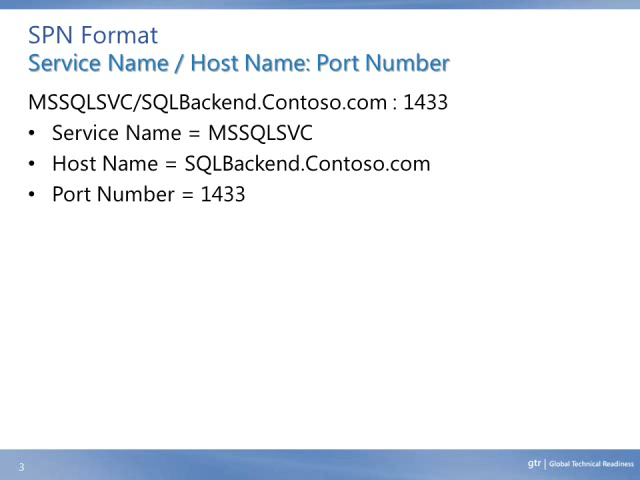 SPN Format
Service Name / Host Name: Port Number
MSSQLSVC/SQLBackend.Contoso.com : 1433
• Service Name = MSSQLSVC
• Host Name = SQLBackend.Contoso.com
• Port Number = 1433
3
gtr | Global Technical Readiness